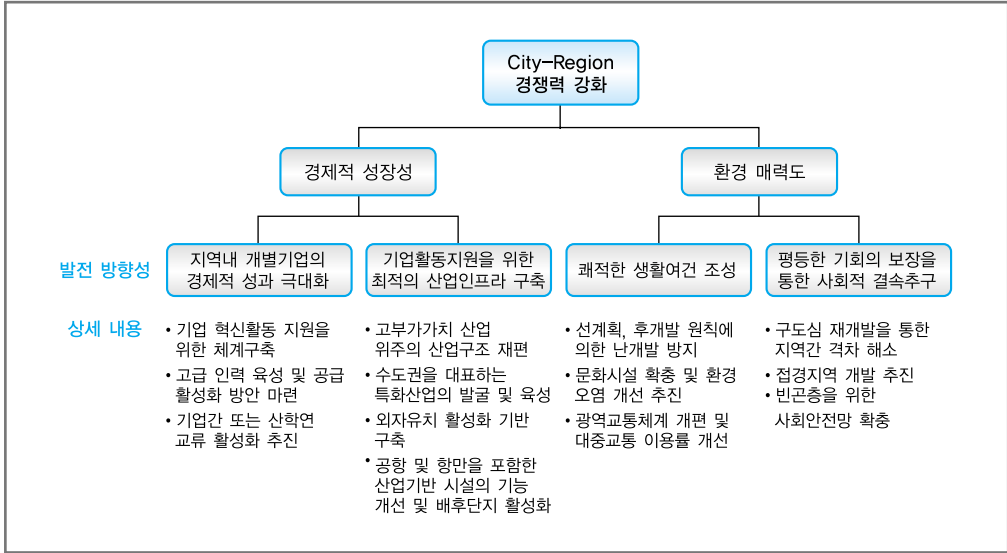 City-Region
경쟁력 강화
경제적 성장성
환경 매력도
발전 방향성
지역내 개별기업의
경제적 성과 극대화
기업활동지원을 위한
최적의 산업인프라 구축
쾌적한 생활여건 조성
평등한 기회의 보장을
통한 사회적 결속추구
상세 내용
• 기업 혁신활동 지원을
위한 체계구축
• 고급 인력 육성 및 공급
활성화 방안 마련
• 기업간 또는 산학연
교류 활성화 추진
• 고부가가치 산업
위주의 산업구조 재편
• 수도권을 대표하는
특화산업의 발굴 및 육성
• 외자유치 활성화 기반
구축
• 공항 및 항만을 포함한
산업기반 시설의 기능
개선 및 배후단지 활성화
• 선계획, 후개발 원칙에
의한 난개발 방지
• 문화시설 확충 및 환경
오염 개선 추진
• 광역교통체계 개편 및
대중교통 이용률 개선
• 구도심 재개발을 통한
지역간 격차 해소
• 접경지역 개발 추진
• 빈곤층을 위한
사회안전망 확충